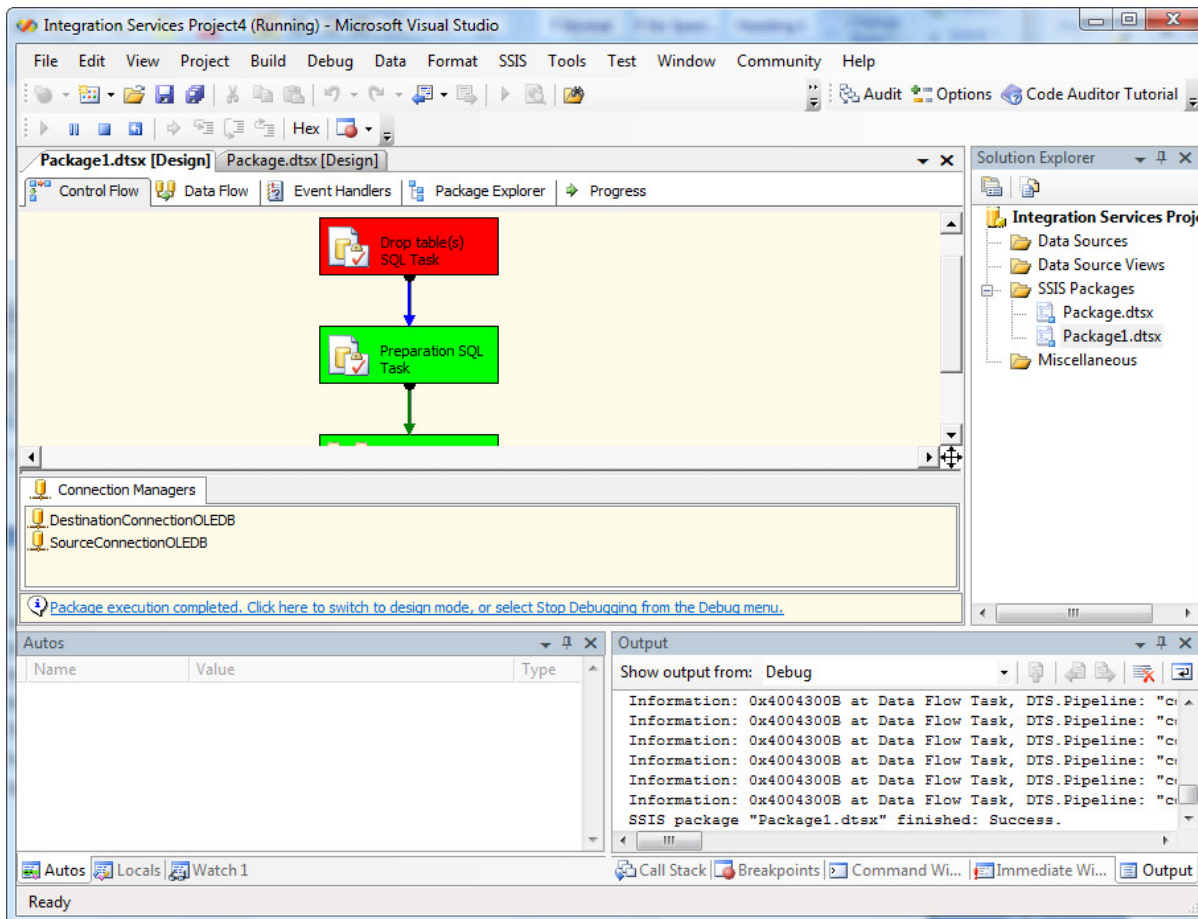 Integration Services Project4 (Running) - Microsoft Visual Studio
File Edit View Project Build Debug Data Format SSIS Tools Test Window Community Help
Audit Options Code Auditor Tutorial
Hex
Package1.dtsx [Design] Package.dtsx [Design]
Control Flow Data Flow Event Handlers Package Explorer Progress
Drop table(s)
SQL Task
Preparation SQL
Task
Connection Managers
DestinationConnectionOLEDB
SourceConnectionOLEDB
Package execution completed. Click here to switch to design mode, or select Stop Debugging from the Debug menu.
Solution Explorer
Integration Services Proje
Data Sources
Data Source Views
SSIS Packages
Package.dtsx
Package1.dtsx
Miscellaneous
Autos
Name Value Type
Autos Locals Watch 1
Output
Show output from: Debug
Information: 0x4004300B at Data Flow Task, DTS.Pipeline: "c
Information: 0x4004300B at Data Flow Task, DTS.Pipeline: "c
Information: 0x4004300B at Data Flow Task, DTS.Pipeline: "c
Information: 0x4004300B at Data Flow Task, DTS.Pipeline: "c
Information: 0x4004300B at Data Flow Task, DTS.Pipeline: "c
Information: 0x4004300B at Data Flow Task, DTS.Pipeline: "c
SSIS package "Package1.dtsx" finished: Success.
Call Stack Breakpoints Command Wi... Immediate Wi... Output
Ready